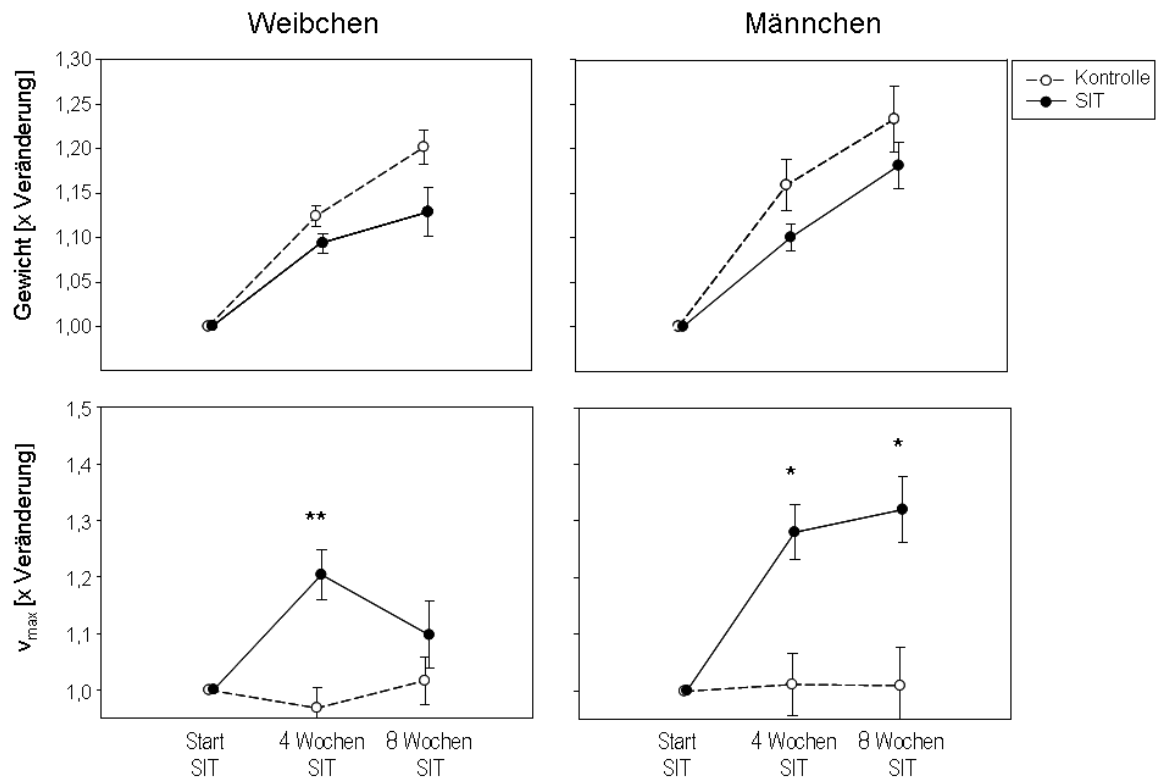 Weibchen
Männchen
Gewicht [x Veränderung]
1,30
1,25
1,20
1,15
1,10
1,05
1,00
Kontrolle
SIT
v max [x Veränderung]
1,5
1,4
1,3
1,2
1,1
1,0
**
*
*
Start
SIT
4 Wochen
SIT
8 Wochen
SIT
Start
SIT
4 Wochen
SIT
8 Wochen
SIT